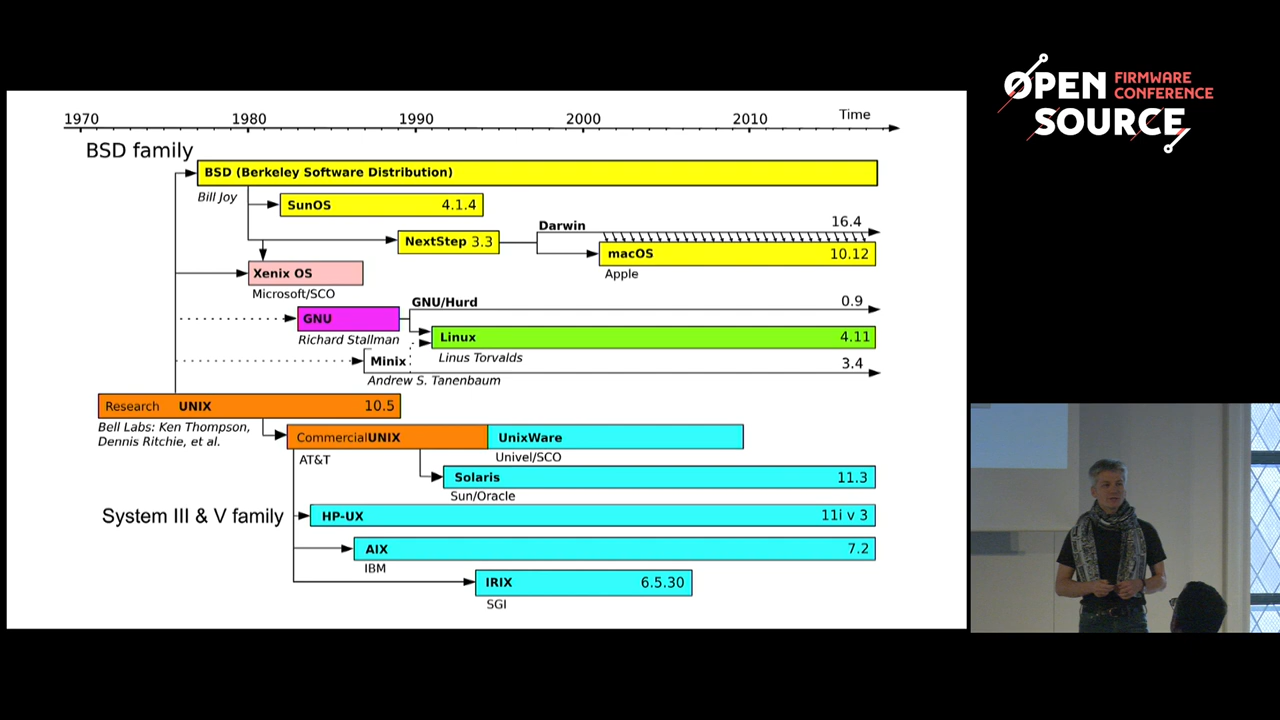 OPEN FIRMWARE
CONFERENCE
SOURCE
1970 1980 1990 2000 2010 Time
BSD family
BSD (Berkeley Software Distribution)
Bill Joy
SunOS 4.1.4
Darwin 16.4
NextStep 3.3
macOS 10.12
Apple
Xenix OS
Microsoft/SCO
GNU/Hurd 0.9
GNU
Richard Stallman
Linux 4.11
Linus Torvalds
Minix 3.4
Andrew S. Tanenbaum
Research UNIX 10.5
Bell Labs: Ken Thompson,
Dennis Ritchie, et al.
CommercialUNIX UnixWare
AT&T Univel/SCO
Solaris 11.3
Sun/Oracle
System III & V family
HP-UX 11i v 3
AIX 7.2
IBM
IRIX 6.5.30
SGI